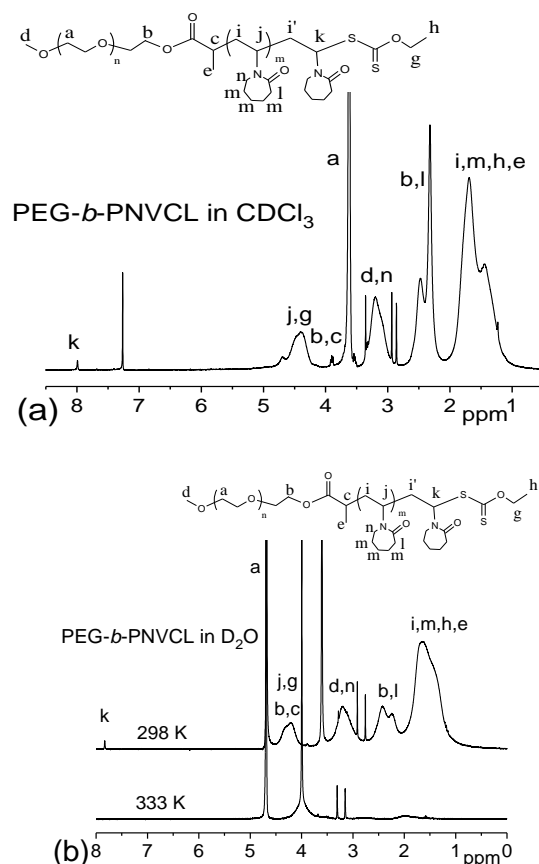 O
d a b O c i j i' k S O h
O O n O e m N O N O S g
n m l m m
a
b,l i,m,h,e
PEG-b-PNVCL in CDCl3
d,n
j,g
b,c
k
8 7 6 5 4 3 2 1
ppm
(a)
O
d a b O c i j i' k S O h
O O n O e m N O N O S g
n m l m m
a
PEG-b-PNVCL in D2O
i,m,h,e
j,g
b,c d,n b,l
k
298 K
333 K
8 7 6 5 4 3 2 1 0
ppm
(b)